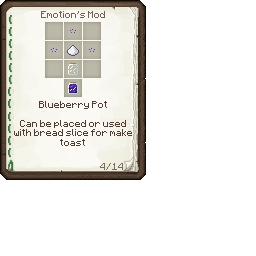 Emotion's Mod
Blueberry Pot
Can be placed or used
with bread slice for make
toast
4/14